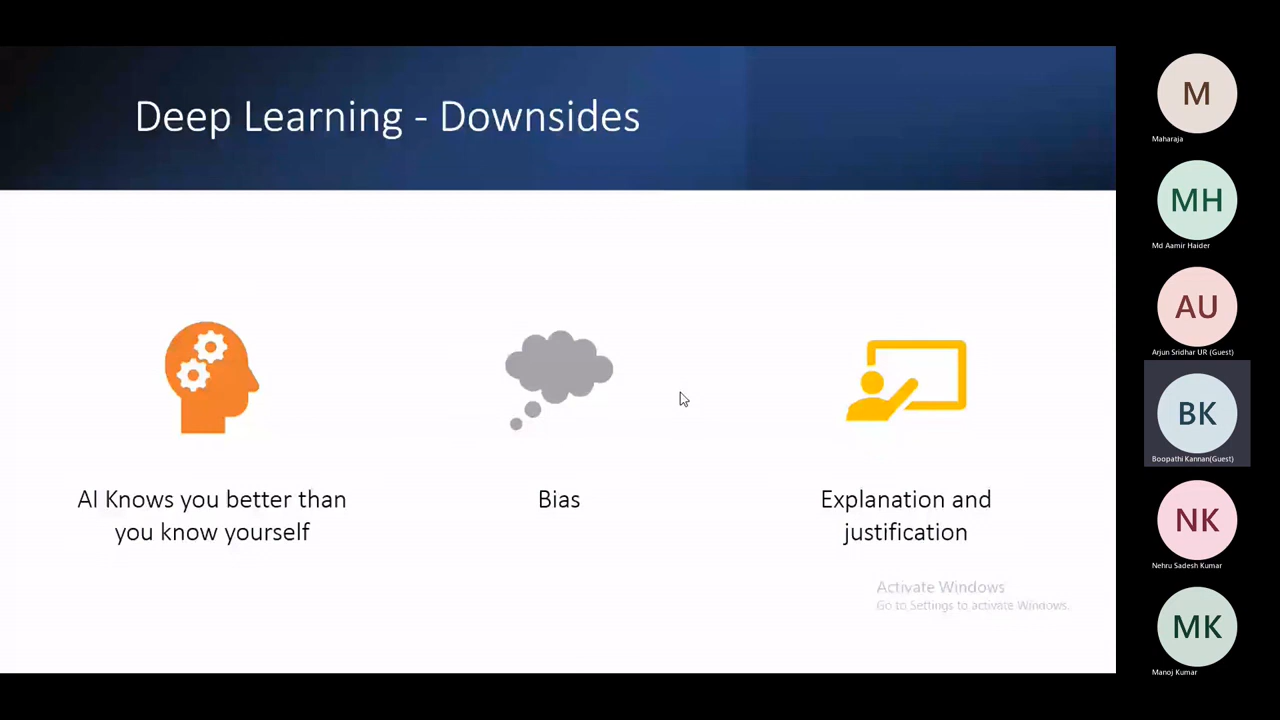 Deep Learning - Downsides
AI Knows you better than
you know yourself
Bias
Explanation and
justification
Activate Windows
Go to Settings to activate Windows.
M
Maharaja
MH
Md Aamir Haider
AU
Arjun Sridhar UR (Guest)
BK
Boopathi Kannan(Guest)
NK
Nehru Sadesh Kumar
MK
Manoj Kumar